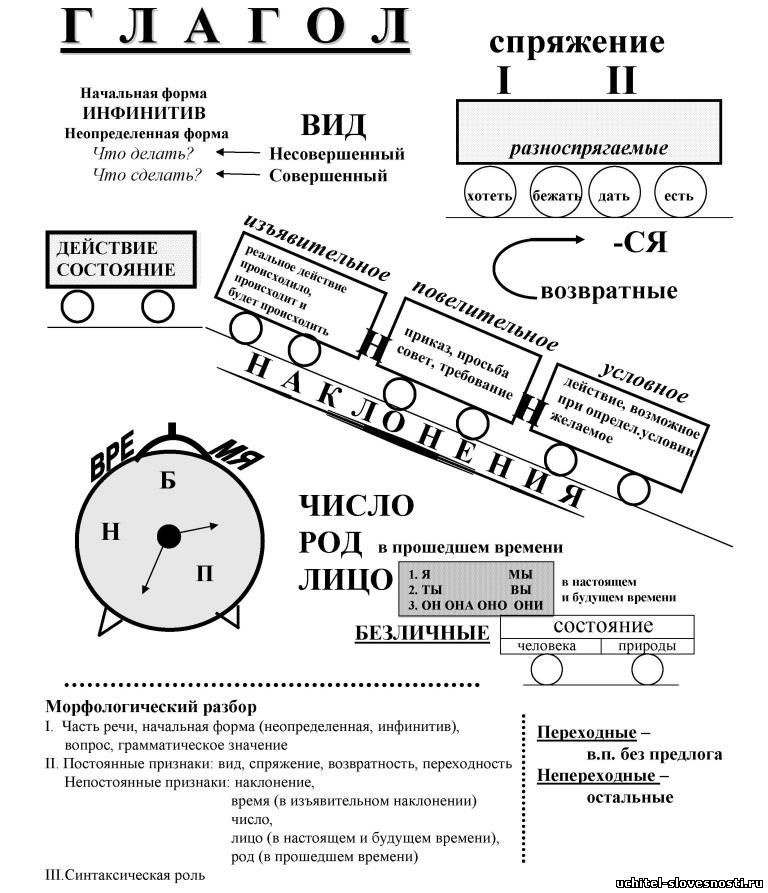 ГЛАГОЛ
спряжение
I II
разноспрягаемые
хотеть бежать дать есть
Начальная форма
ИНФИНИТИВ
Неопределенная форма
Что делать?
Что сделать?
ВИД
Несовершенный
Совершенный
-СЯ
возвратные
ДЕЙСТВИЕ
СОСТОЯНИЕ
изъявительное
реальное действие
происходило,
происходит и
будет происходить
Н
повелительное
приказ, просьба
совет, требование
Н
условное
действие, возможное
при определ.условии
желаемое
НАКЛОНЕНИЯ
ВРЕ МЯ
Б
Н
П
ЧИСЛО
РОД в прошедшем времени
ЛИЦО
1. Я МЫ
2. ТЫ ВЫ
3. ОН ОНА ОНО ОНИ
в настоящем
и будущем времени
БЕЗЛИЧНЫЕ
состояние
человека природы
Морфологический разбор
I. Часть речи, начальная форма (неопределенная, инфинитив),
вопрос, грамматическое значение
II. Постоянные признаки: вид, спряжение, возвратность, переходность
Непостоянные признаки: наклонение,
время (в изъявительном наклонении)
число,
лицо (в настоящем и будущем времени),
род (в прошедшем времени)
III.Синтаксическая роль
Переходные –
в.п. без предлога
Непереходные –
остальные
uchitel-slovesnosti.ru